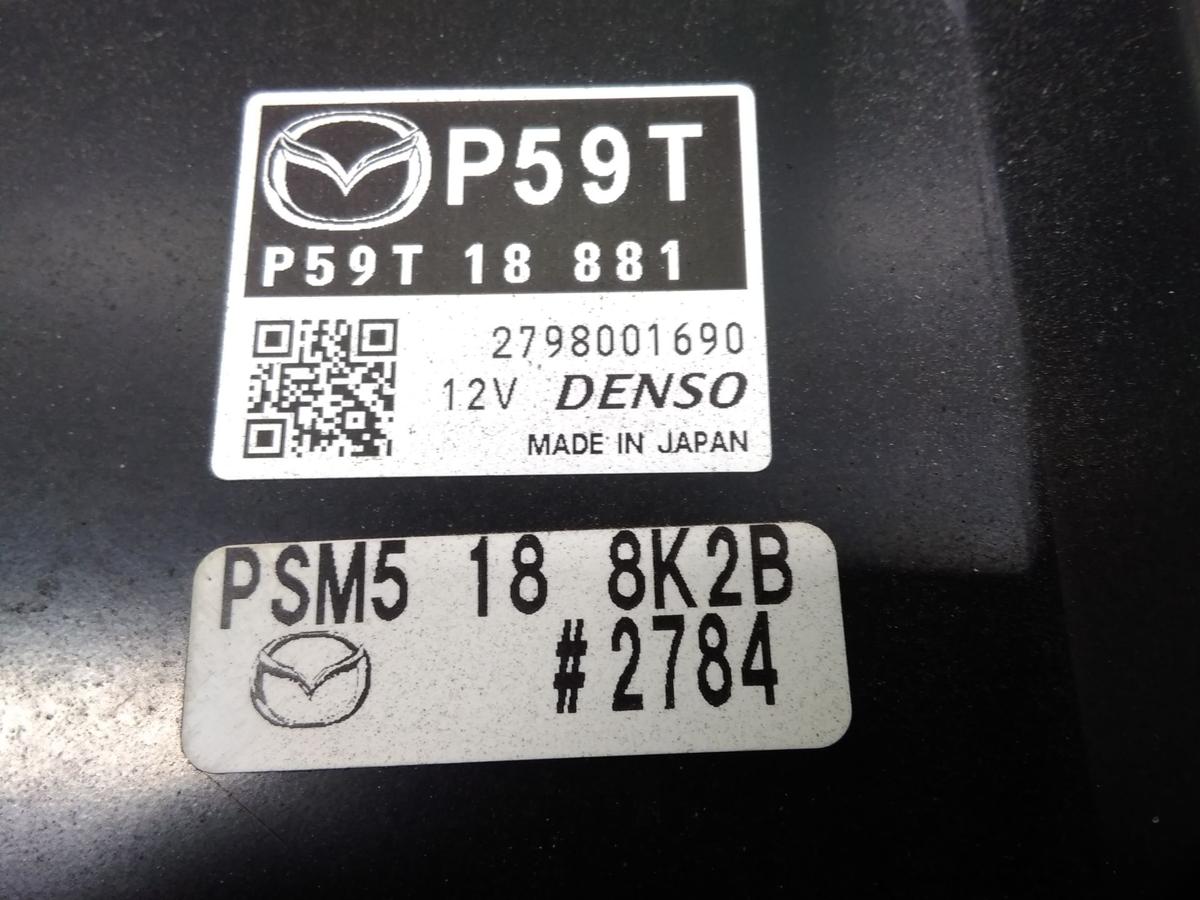 P59T
P59T 18 881
2798001690
12V DENSO
MADE IN JAPAN
PSM5 18 8K2B
#2784